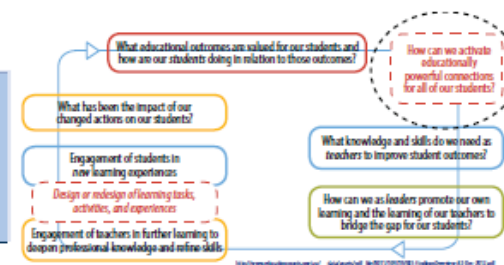 What educational outcomes are valued for our students and
how are our students doing in relation to those outcomes?
How can we activate
educationally
powerful connections
for all of our students?
What knowledge and skills do we need as
teachers to improve student outcomes?
How can we as leaders promote our own
learning and the learning of our teachers to
bridge the gap for our students?
Engagement of teachers in further learning to
deepen professional knowledge and refine skills
Design or redesign of learning tasks,
activities, and experiences
Engagement of students in
new learning experiences
What has been the impact of our
changed actions on our students?